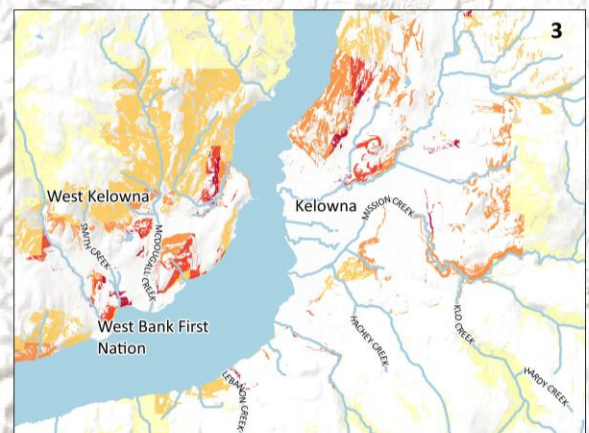 3
West Kelowna
Kelowna
MISSION CREEK
SMITH CREEK
MCDOUGALL CREEK
West Bank First
Nation
KLO CREEK
HACHEY CREEK
HARDY CREEK
LEBANON CREEK